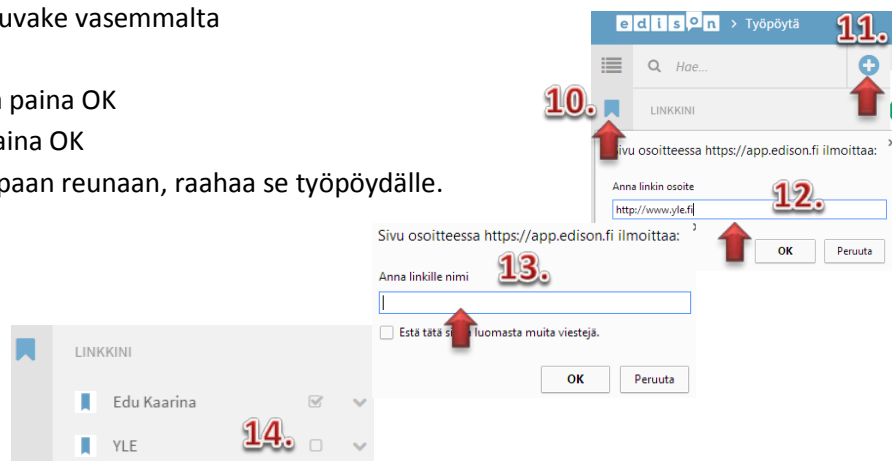 uvake vasemmalta
paina OK
aina OK
paan reunaan, raahaa se työpöydälle.
edison > Työpöytä
11.
Hae...
10.
LINKKINI
Sivu osoitteessa https://app.edison.fi ilmoittaa:
Anna linkin osoite
12.
http://www.yle.fi
OK Peruuta
Sivu osoitteessa https://app.edison.fi ilmoittaa:
13.
Anna linkille nimi
Estä tätä luomasta muita viestejä.
OK Peruuta
LINKKINI
Edu Kaarina
YLE
14.